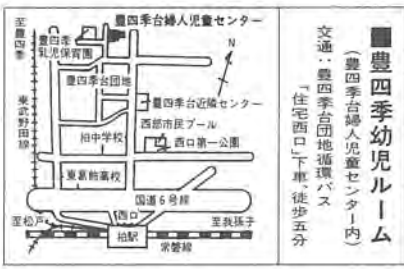 ■豊四季幼児ルーム
(豊四季台婦人児童センター内)
交通:豊四季台団地循環バス
「住宅西口」下車、徒歩五分
至豊四季
豊四季台婦人児童センター
豊四季
乳児保育園
N
豊四季台団地
東武野田線
豊四季台近隣センター
西部市民プール
柏中学校
西口第一公園
東葛飾高校
国道6号線
至松戸
西口
至我孫子
柏駅
常磐線